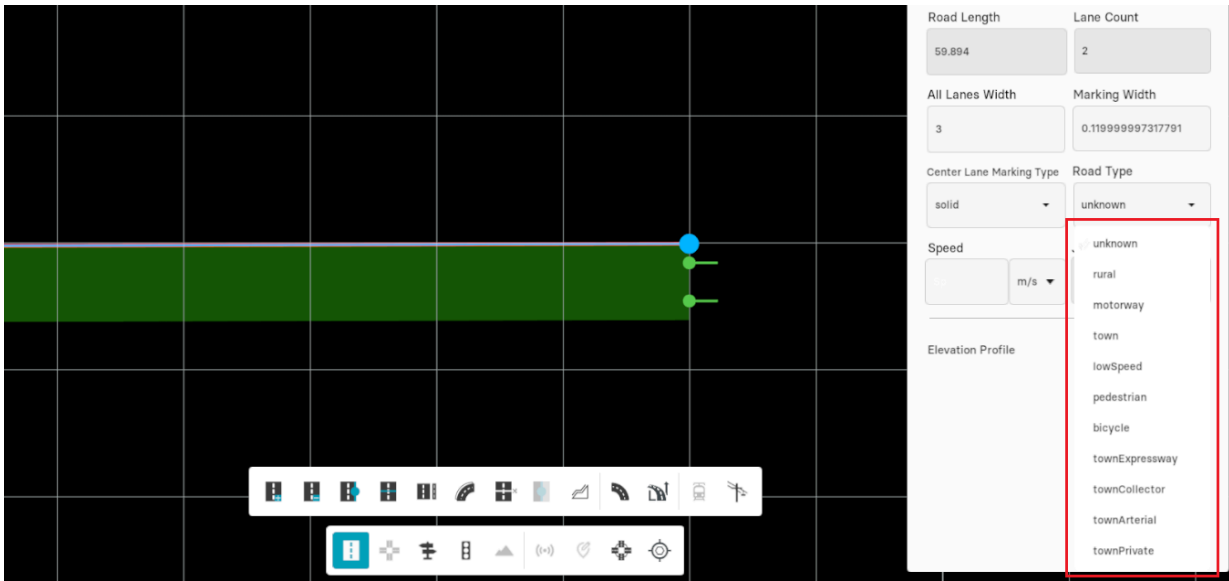 Road Length Lane Count
59.894 2
All Lanes Width Marking Width
3 0.119999997317791
Center Lane Marking Type Road Type
solid unknown
Speed
m/s
unknown
rural
motorway
town
lowSpeed
Elevation Profile
pedestrian
bicycle
townExpressway
townCollector
townArterial
townPrivate